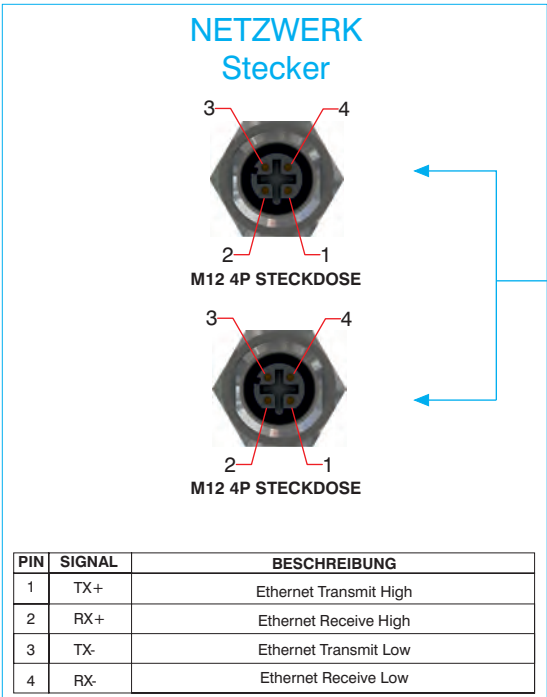 NETZWERK
Stecker
3 4
2 1
M12 4P STECKDOSE
3 4
2 1
M12 4P STECKDOSE
PIN SIGNAL BESCHREIBUNG
1 TX+ Ethernet Transmit High
2 RX+ Ethernet Receive High
3 TX- Ethernet Transmit Low
4 RX- Ethernet Receive Low